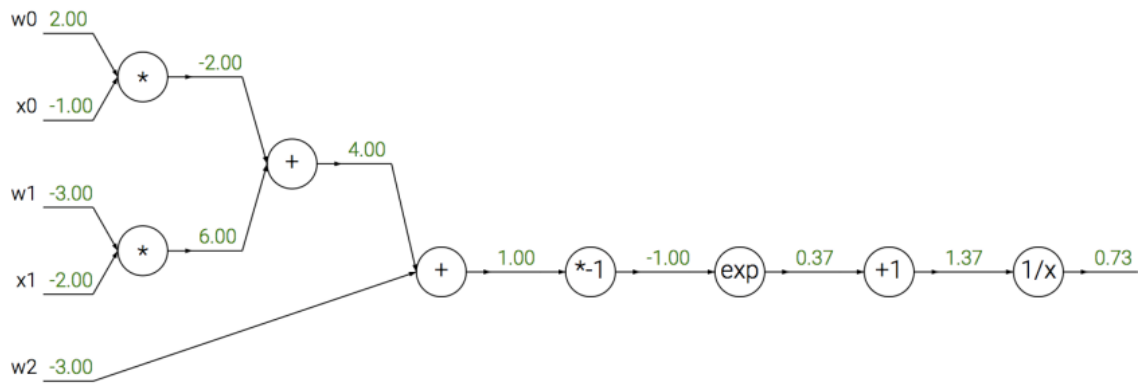 w0 2.00
* -2.00
x0 -1.00
+ 4.00
w1 -3.00
* 6.00
x1 -2.00
+ 1.00 *-1 -1.00 exp 0.37 +1 1.37 1/x 0.73
w2 -3.00